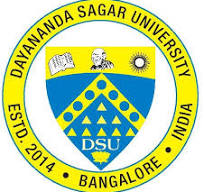 DAYANANDA SAGAR UNIVERSITY
ESTD. 2014 • BANGALORE • INDIA
DSU